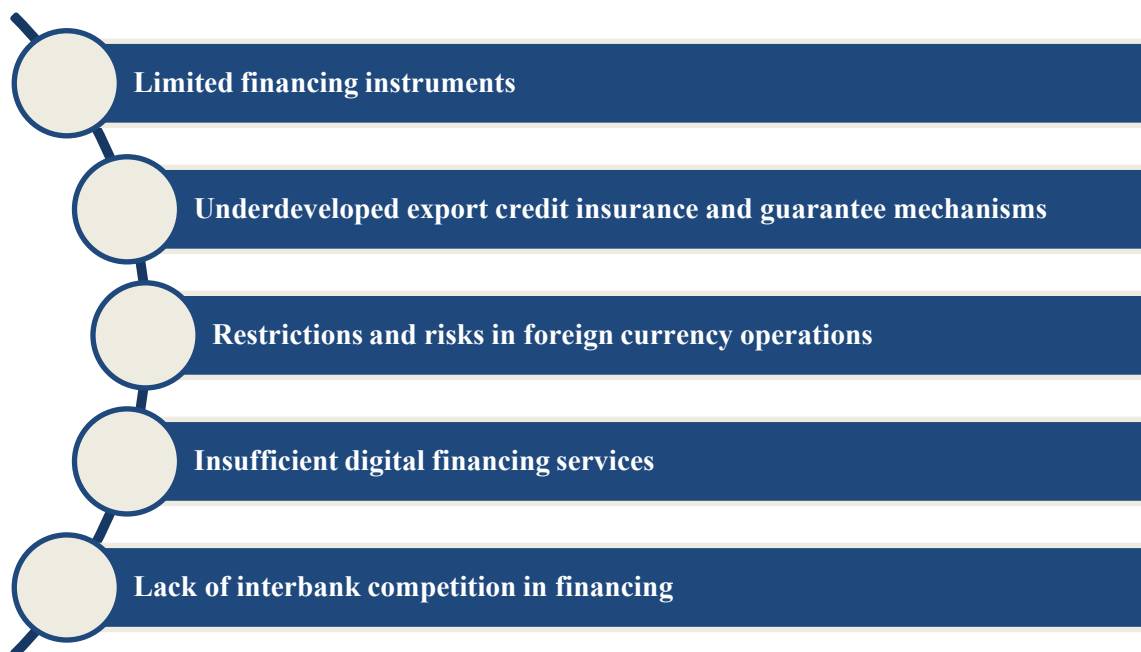 Limited financing instruments
Underdeveloped export credit insurance and guarantee mechanisms
Restrictions and risks in foreign currency operations
Insufficient digital financing services
Lack of interbank competition in financing